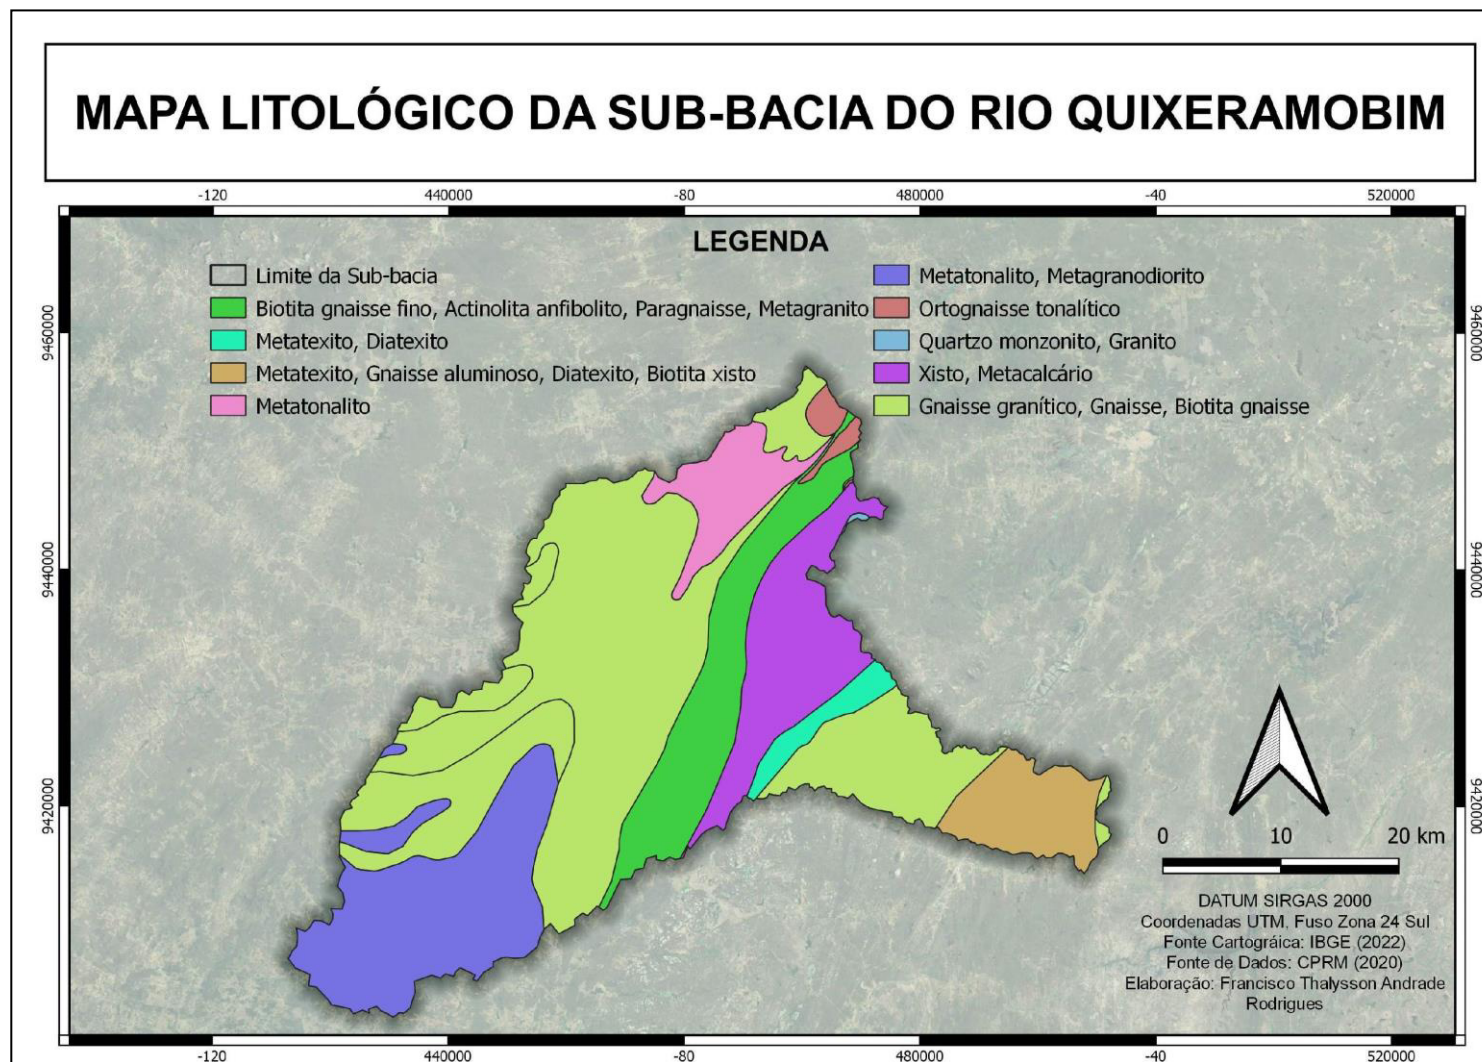 MAPA LITOLÓGICO DA SUB-BACIA DO RIO QUIXERAMOBIM
-120 440000 -80 480000 -40 520000
LEGENDA
Limite da Sub-bacia
Biotita gnaisse fino, Actinolita anfibolito, Paragnaisse, Metagranito
Metatexito, Diatexito
Metatexito, Gnaisse aluminoso, Diatexito, Biotita xisto
Metatonalito
Metatonalito, Metagranodiorito
Ortognaisse tonalítico
Quartzo monzonito, Granito
Xisto, Metacalcário
Gnaisse granítico, Gnaisse, Biotita gnaisse
9460000
9440000
9420000
9460000
9440000
9420000
0 10 20 km
DATUM SIRGAS 2000
Coordenadas UTM, Fuso Zona 24 Sul
Fonte Cartográica: IBGE (2022)
Fonte de Dados: CPRM (2020)
Elaboração: Francisco Thalysson Andrade
Rodrigues
-120 440000 -80 480000 -40 520000